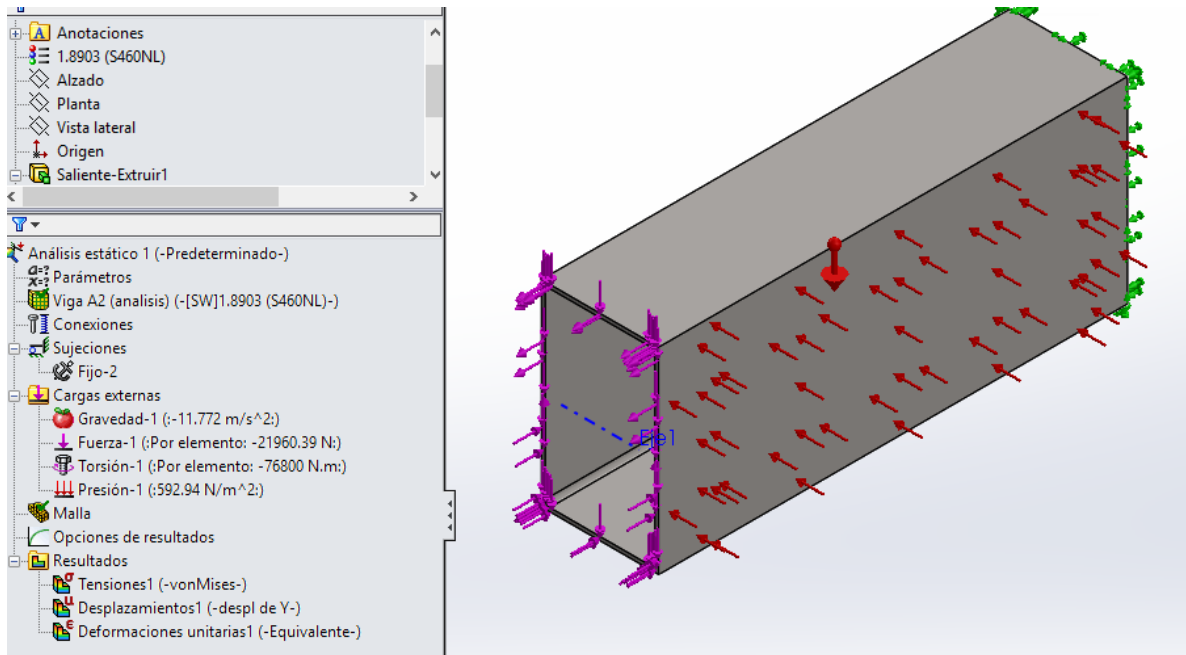 Anotaciones
1.8903 (S460NL)
Alzado
Planta
Vista lateral
Origen
Saliente-Extruir1
Análisis estático 1 (-Predeterminado-)
Parámetros
Viga A2 (analisis) (-[SW]1.8903 (S460NL)-)
Conexiones
Sujeciones
Fijo-2
Cargas externas
Gravedad-1 (:-11.772 m/s^2:)
Fuerza-1 (:Por elemento: -21960.39 N:)
Torsión-1 (:Por elemento: -76800 N.m:)
Presión-1 (:592.94 N/m^2:)
Malla
Opciones de resultados
Resultados
Tensiones1 (-vonMises-)
Desplazamientos1 (-despl de Y-)
Deformaciones unitarias1 (-Equivalente-)
Eje1